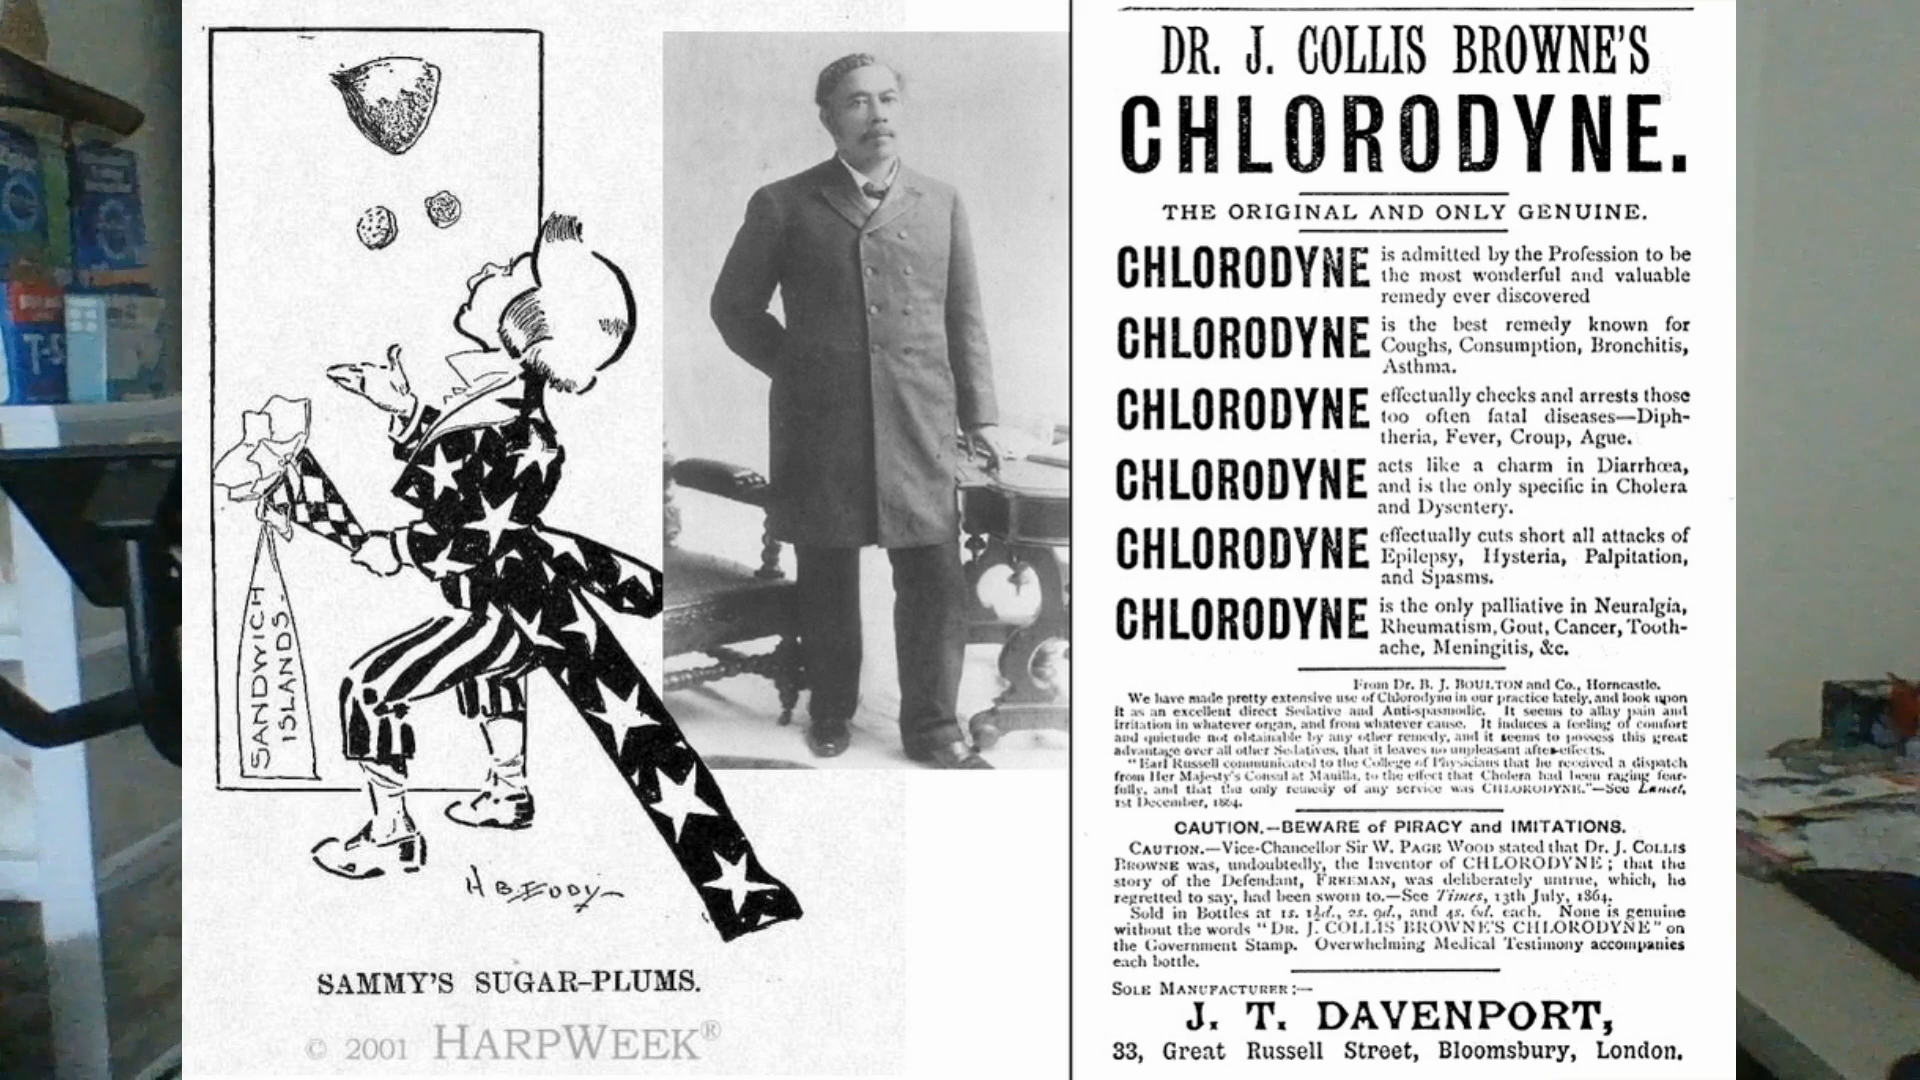 SANDWICH
ISLANDS.
H B. EDDY
SAMMY'S SUGAR-PLUMS.
© 2001 HARPWEEK®
T-S
DR. J. COLLIS BROWNE'S
CHLORODYNE.
THE ORIGINAL AND ONLY GENUINE.
CHLORODYNE is admitted by the Profession to be
the most wonderful and valuable
remedy ever discovered
CHLORODYNE is the best remedy known for
Coughs, Consumption, Bronchitis,
Asthma.
CHLORODYNE effectually checks and arrests those
too often fatal diseases—Diph-
theria, Fever, Croup, Ague.
CHLORODYNE acts like a charm in Diarrhœa,
and is the only specific in Cholera
and Dysentery.
CHLORODYNE effectually cuts short all attacks of
Epilepsy, Hysteria, Palpitation,
and Spasms.
CHLORODYNE is the only palliative in Neuralgia,
Rheumatism, Gout, Cancer, Tooth-
ache, Meningitis, &c.
From Dr. B. J. BOULTON and Co., Horncastle.
We have made pretty extensive use of Chlorodyne in our practice lately, and look upon
it as an excellent direct Sedative and Anti-spasmodic. It seems to allay pain and
irritation in whatever organ, and from whatever cause. It induces a feeling of comfort
and quietude not obtainable by any other remedy, and it seems to possess this great
advantage over all other Sedatives, that it leaves no unpleasant after-effects.
"Earl Russell communicated to the College of Physicians that he received a dispatch
from Her Majesty's Consul at Manilla, to the effect that Cholera had been raging fear-
fully, and that the only remedy of any service was CHLORODYNE."—See Lancet,
1st December, 1864.
CAUTION.—BEWARE of PIRACY and IMITATIONS.
CAUTION.—Vice-Chancellor Sir W. PAGE WOOD stated that Dr. J. COLLIS
BROWNE was, undoubtedly, the Inventor of CHLORODYNE; that the
story of the Defendant, FREEMAN, was deliberately untrue, which, he
regretted to say, had been sworn to.—See Times, 13th July, 1864.
Sold in Bottles at 1s. 1½d., 2s. 9d., and 4s. 6d. each. None is genuine
without the words "DR. J. COLLIS BROWNE'S CHLORODYNE" on
the Government Stamp. Overwhelming Medical Testimony accompanies
each bottle.
SOLE MANUFACTURER:—
J. T. DAVENPORT,
33, Great Russell Street, Bloomsbury, London.